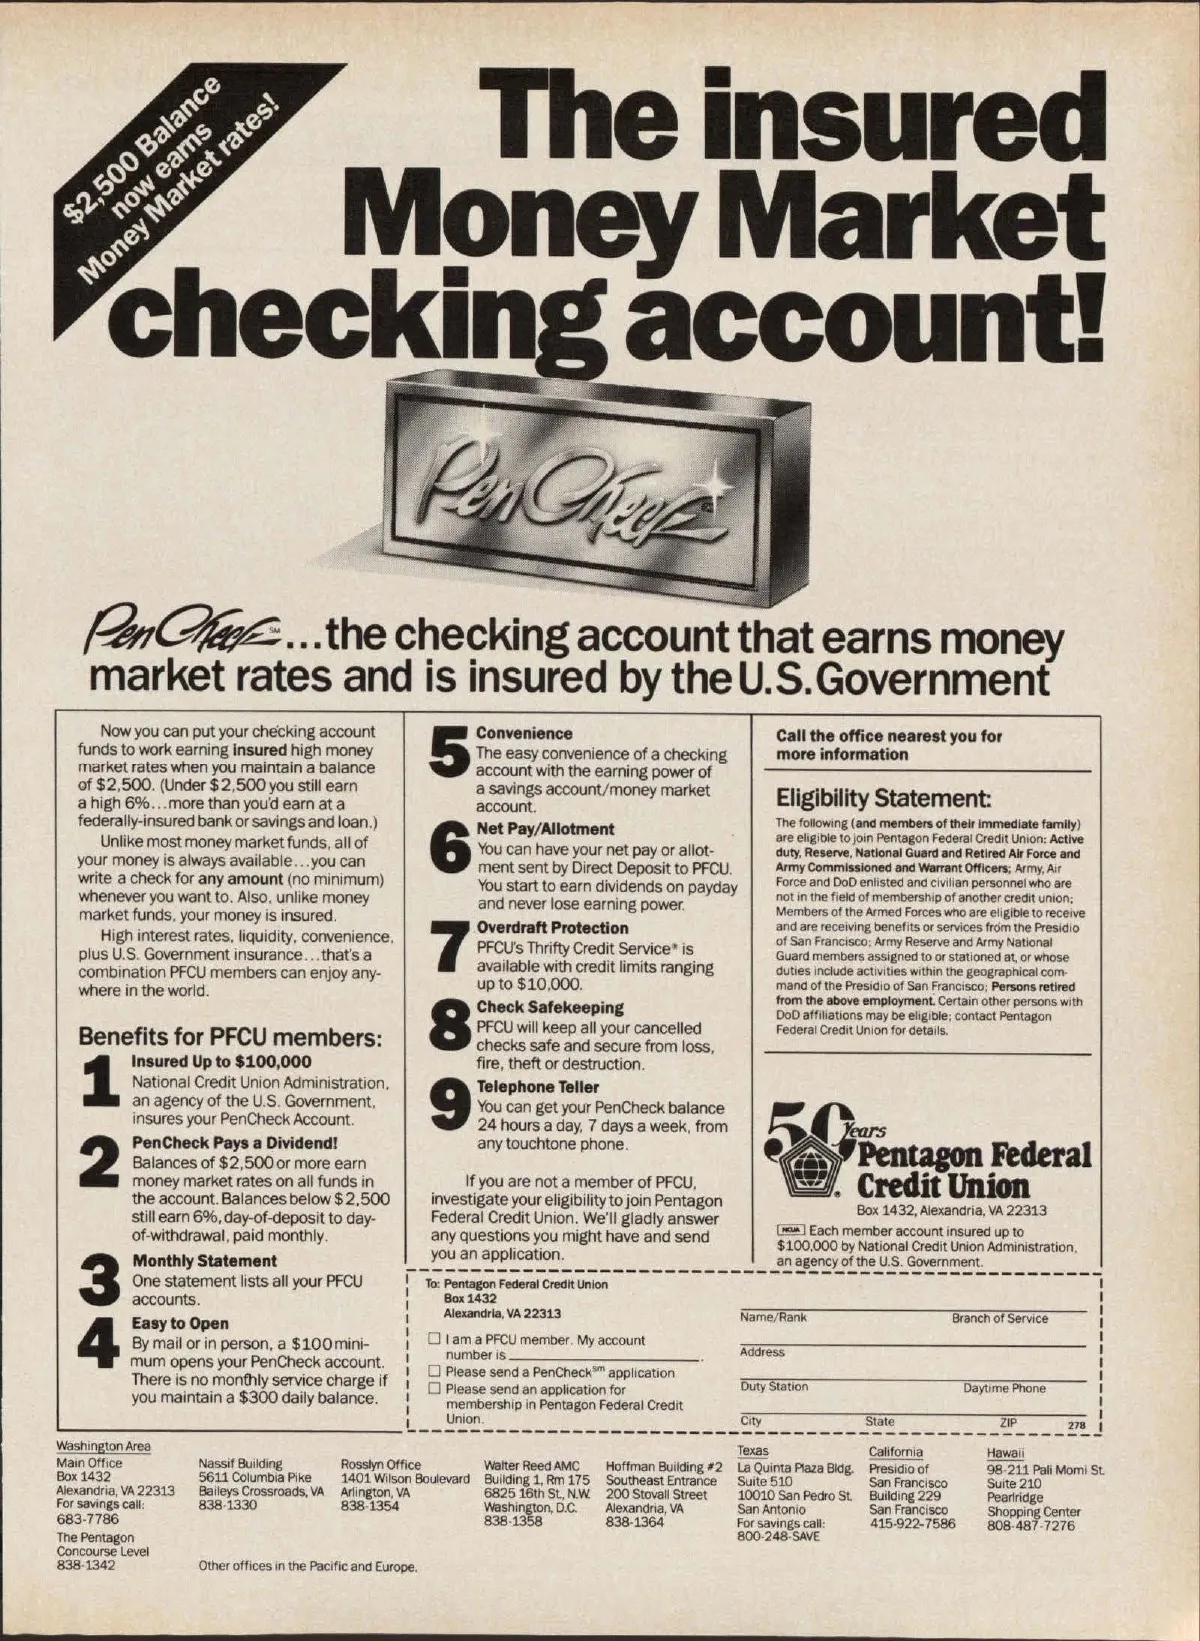 $2,500 Balance
now earns
Money Market rates!
The insured
Money Market
checking account!
PenCheck
PenCheck℠...the checking account that earns money
market rates and is insured by the U.S. Government
Now you can put your checking account
funds to work earning insured high money
market rates when you maintain a balance
of $2,500. (Under $2,500 you still earn
a high 6%...more than you'd earn at a
federally-insured bank or savings and loan.)
Unlike most money market funds, all of
your money is always available...you can
write a check for any amount (no minimum)
whenever you want to. Also, unlike money
market funds, your money is insured.
High interest rates, liquidity, convenience,
plus U.S. Government insurance...that's a
combination PFCU members can enjoy any-
where in the world.
Benefits for PFCU members:
1 Insured Up to $100,000
National Credit Union Administration,
an agency of the U.S. Government,
insures your PenCheck Account.
2 PenCheck Pays a Dividend!
Balances of $2,500 or more earn
money market rates on all funds in
the account. Balances below $2,500
still earn 6%, day-of-deposit to day-
of-withdrawal, paid monthly.
3 Monthly Statement
One statement lists all your PFCU
accounts.
4 Easy to Open
By mail or in person, a $100 mini-
mum opens your PenCheck account.
There is no monthly service charge if
you maintain a $300 daily balance.
5 Convenience
The easy convenience of a checking
account with the earning power of
a savings account/money market
account.
6 Net Pay/Allotment
You can have your net pay or allot-
ment sent by Direct Deposit to PFCU.
You start to earn dividends on payday
and never lose earning power.
7 Overdraft Protection
PFCU's Thrifty Credit Service* is
available with credit limits ranging
up to $10,000.
8 Check Safekeeping
PFCU will keep all your cancelled
checks safe and secure from loss,
fire, theft or destruction.
9 Telephone Teller
You can get your PenCheck balance
24 hours a day, 7 days a week, from
any touchtone phone.
If you are not a member of PFCU,
investigate your eligibility to join Pentagon
Federal Credit Union. We'll gladly answer
any questions you might have and send
you an application.
Call the office nearest you for
more information
Eligibility Statement:
The following (and members of their immediate family)
are eligible to join Pentagon Federal Credit Union: Active
duty, Reserve, National Guard and Retired Air Force and
Army Commissioned and Warrant Officers; Army, Air
Force and DoD enlisted and civilian personnel who are
not in the field of membership of another credit union;
Members of the Armed Forces who are eligible to receive
and are receiving benefits or services from the Presidio
of San Francisco; Army Reserve and Army National
Guard members assigned to or stationed at, or whose
duties include activities within the geographical com-
mand of the Presidio of San Francisco; Persons retired
from the above employment. Certain other persons with
DoD affiliations may be eligible; contact Pentagon
Federal Credit Union for details.
50 Years
Pentagon Federal
Credit Union
Box 1432, Alexandria, VA 22313
NCUA Each member account insured up to
$100,000 by National Credit Union Administration,
an agency of the U.S. Government.
To: Pentagon Federal Credit Union
Box 1432
Alexandria, VA 22313
☐ I am a PFCU member. My account
number is ____________.
☐ Please send a PenCheck℠ application
☐ Please send an application for
membership in Pentagon Federal Credit
Union.
Name/Rank Branch of Service
Address
Duty Station Daytime Phone
City State ZIP 278
Washington Area
Main Office
Box 1432
Alexandria, VA 22313
For savings call:
683-7786
The Pentagon
Concourse Level
838-1342
Nassif Building
5611 Columbia Pike
Baileys Crossroads, VA
838-1330
Rosslyn Office
1401 Wilson Boulevard
Arlington, VA
838-1354
Walter Reed AMC
Building 1, Rm 175
6825 16th St., N.W.
Washington, D.C.
838-1358
Hoffman Building #2
Southeast Entrance
200 Stovall Street
Alexandria, VA
838-1364
Texas
La Quinta Plaza Bldg.
Suite 510
10010 San Pedro St.
San Antonio
For savings call:
800-248-SAVE
California
Presidio of
San Francisco
Building 229
San Francisco
415-922-7586
Hawaii
98-211 Pali Momi St.
Suite 210
Pearlridge
Shopping Center
808-487-7276
Other offices in the Pacific and Europe.